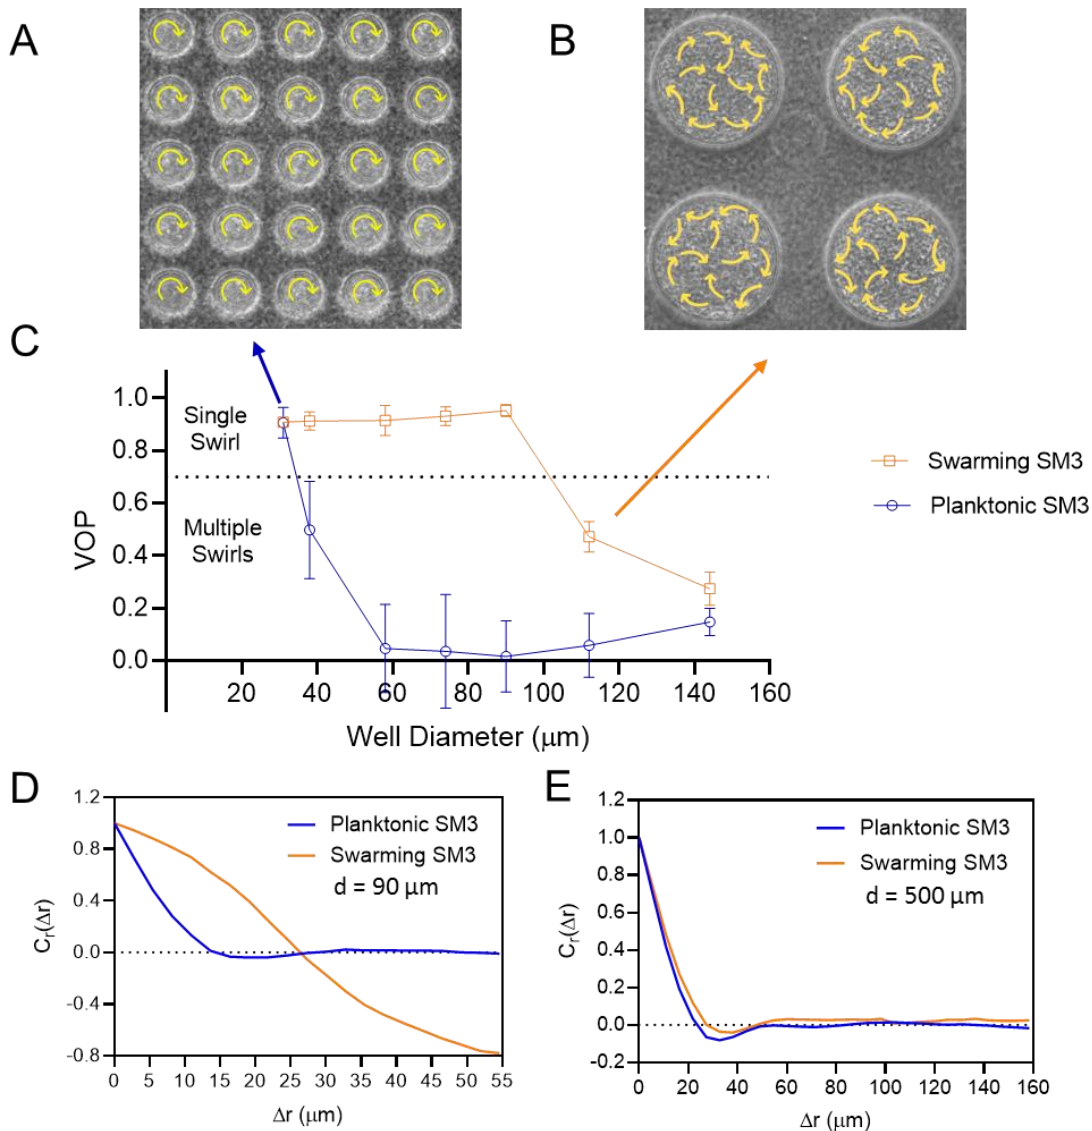 A
B
C
1.0
0.8
0.6
0.4
0.2
0.0
VOP
Single
Swirl
Multiple
Swirls
Swarming SM3
Planktonic SM3
20 40 60 80 100 120 140 160
Well Diameter (μm)
D
1.2
0.8
0.4
0.0
-0.4
-0.8
Cr(Δr)
Planktonic SM3
Swarming SM3
d = 90 μm
0 5 10 15 20 25 30 35 40 45 50 55
Δr (μm)
E
1.2
1.0
0.8
0.6
0.4
0.2
0.0
-0.2
Cr(Δr)
Planktonic SM3
Swarming SM3
d = 500 μm
0 20 40 60 80 100 120 140 160
Δr (μm)